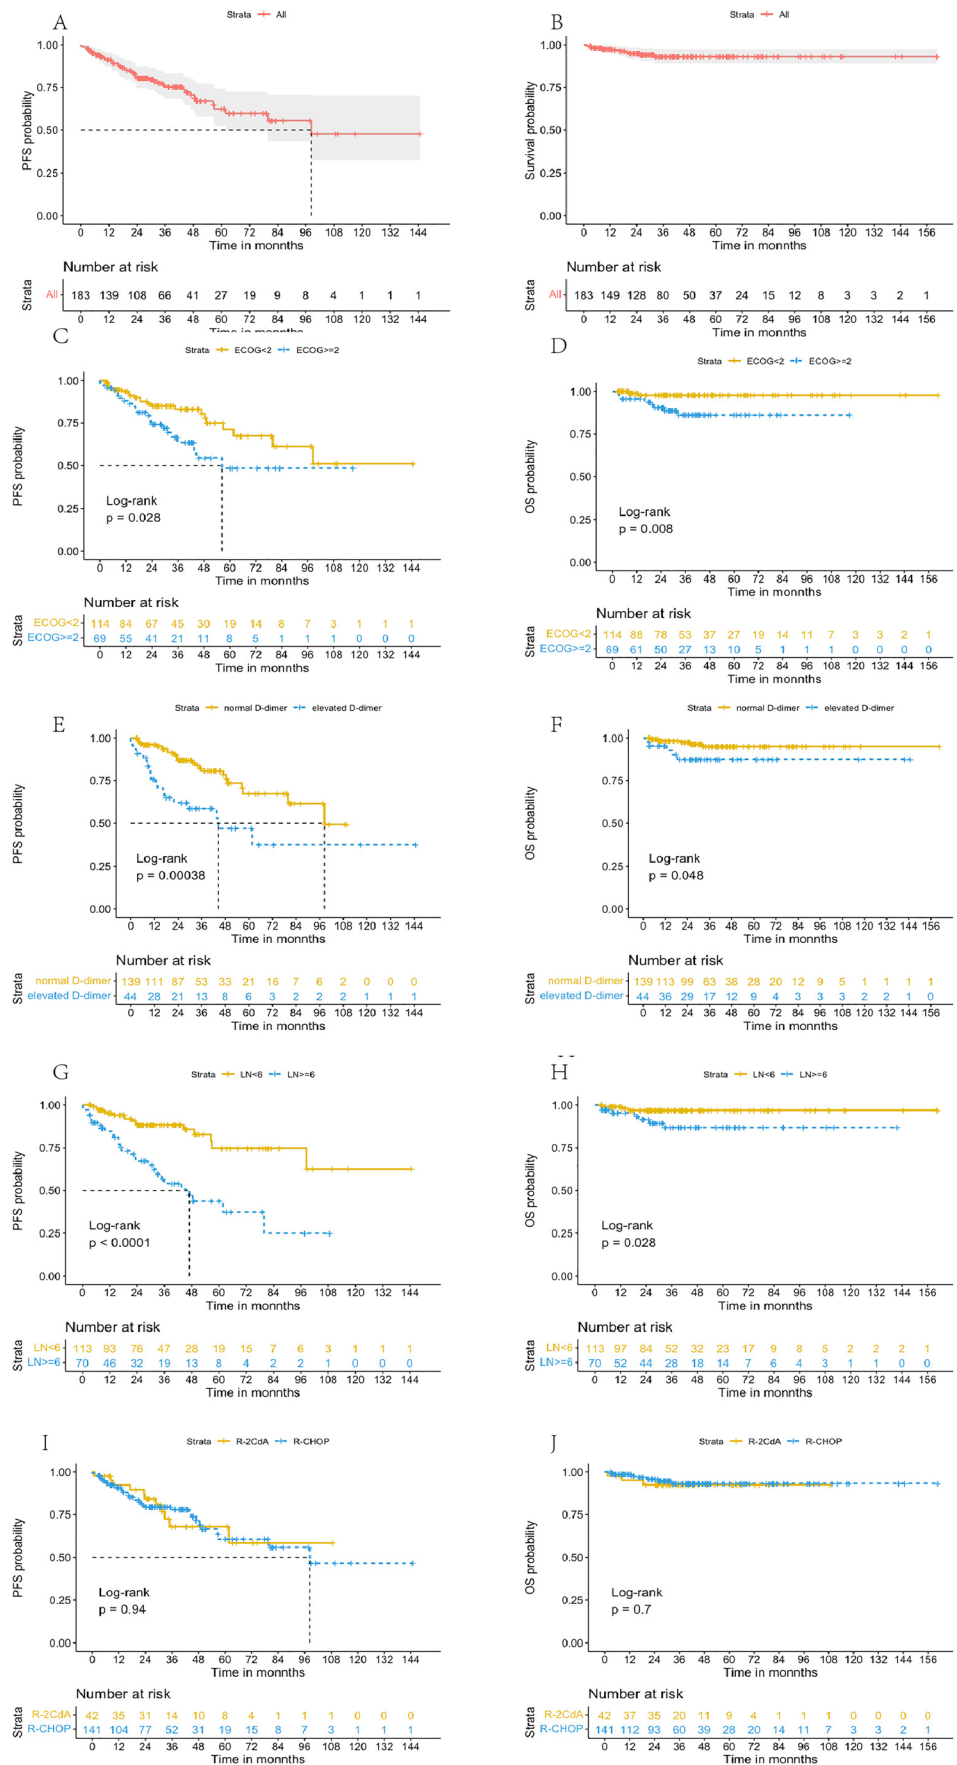 A
Strata All
PFS probability
1.00
0.75
0.50
0.25
0.00
0 12 24 36 48 60 72 84 96 108 120 132 144
Time in monnths
Number at risk
Strata
All 183 139 108 66 41 27 19 9 8 4 1 1 1
0 12 24 36 48 60 72 84 96 108 120 132 144
Time in monnths
B
Strata All
Survival probability
1.00
0.75
0.50
0.25
0.00
0 12 24 36 48 60 72 84 96 108 120 132 144 156
Time in monnths
Number at risk
Strata
All 183 149 128 80 50 37 24 15 12 8 3 3 2 1
0 12 24 36 48 60 72 84 96 108 120 132 144 156
Time in monnths
C
Strata ECOG<2 ECOG>=2
PFS probability
1.00
0.75
0.50
0.25
0.00
Log-rank
p = 0.028
0 12 24 36 48 60 72 84 96 108 120 132 144
Time in monnths
Number at risk
Strata
ECOG<2 114 84 67 45 30 19 14 8 7 3 1 1 1
ECOG>=2 69 55 41 21 11 8 5 1 1 1 0 0 0
0 12 24 36 48 60 72 84 96 108 120 132 144
Time in monnths
D
Strata ECOG<2 ECOG>=2
OS probability
1.00
0.75
0.50
0.25
0.00
Log-rank
p = 0.008
0 12 24 36 48 60 72 84 96 108 120 132 144 156
Time in monnths
Number at risk
Strata
ECOG<2 114 88 78 53 37 27 19 14 11 7 3 3 2 1
ECOG>=2 69 61 50 27 13 10 5 1 1 1 0 0 0 0
0 12 24 36 48 60 72 84 96 108 120 132 144 156
Time in monnths
E
Strata normal D-dimer elevated D-dimer
PFS probability
1.00
0.75
0.50
0.25
0.00
Log-rank
p = 0.00038
0 12 24 36 48 60 72 84 96 108 120 132 144
Time in monnths
Number at risk
Strata
normal D-dimer 139 111 87 53 33 21 16 7 6 2 0 0 0
elevated D-dimer 44 28 21 13 8 6 3 2 2 2 1 1 1
0 12 24 36 48 60 72 84 96 108 120 132 144
Time in monnths
F
Strata normal D-dimer elevated D-dimer
OS probability
1.00
0.75
0.50
0.25
0.00
Log-rank
p = 0.048
0 12 24 36 48 60 72 84 96 108 120 132 144 156
Time in monnths
Number at risk
Strata
normal D-dimer 139 113 99 63 38 28 20 12 9 5 1 1 1 1
elevated D-dimer 44 36 29 17 12 9 4 3 3 3 2 2 1 0
0 12 24 36 48 60 72 84 96 108 120 132 144 156
Time in monnths
G
Strata LN<6 LN>=6
PFS probability
1.00
0.75
0.50
0.25
0.00
Log-rank
p < 0.0001
0 12 24 36 48 60 72 84 96 108 120 132 144
Time in monnths
Number at risk
Strata
LN<6 113 93 76 47 28 19 15 7 6 3 1 1 1
LN>=6 70 46 32 19 13 8 4 2 2 1 0 0 0
0 12 24 36 48 60 72 84 96 108 120 132 144
Time in monnths
H
Strata LN<6 LN>=6
OS probability
1.00
0.75
0.50
0.25
0.00
Log-rank
p = 0.028
0 12 24 36 48 60 72 84 96 108 120 132 144 156
Time in monnths
Number at risk
Strata
LN<6 113 97 84 52 32 23 17 9 8 5 2 2 2 1
LN>=6 70 52 44 28 18 14 7 6 4 3 1 1 0 0
0 12 24 36 48 60 72 84 96 108 120 132 144 156
Time in monnths
I
Strata R-2CdA R-CHOP
PFS probability
1.00
0.75
0.50
0.25
0.00
Log-rank
p = 0.94
0 12 24 36 48 60 72 84 96 108 120 132 144
Time in monnths
Number at risk
Strata
R-2CdA 42 35 31 14 10 8 4 1 1 1 0 0 0
R-CHOP 141 104 77 52 31 19 15 8 7 3 1 1 1
0 12 24 36 48 60 72 84 96 108 120 132 144
Time in monnths
J
Strata R-2CdA R-CHOP
OS probability
1.00
0.75
0.50
0.25
0.00
Log-rank
p = 0.7
0 12 24 36 48 60 72 84 96 108 120 132 144 156
Time in monnths
Number at risk
Strata
R-2CdA 42 37 35 20 11 9 4 1 1 1 0 0 0 0
R-CHOP 141 112 93 60 39 28 20 14 11 7 3 3 2 1
0 12 24 36 48 60 72 84 96 108 120 132 144 156
Time in monnths